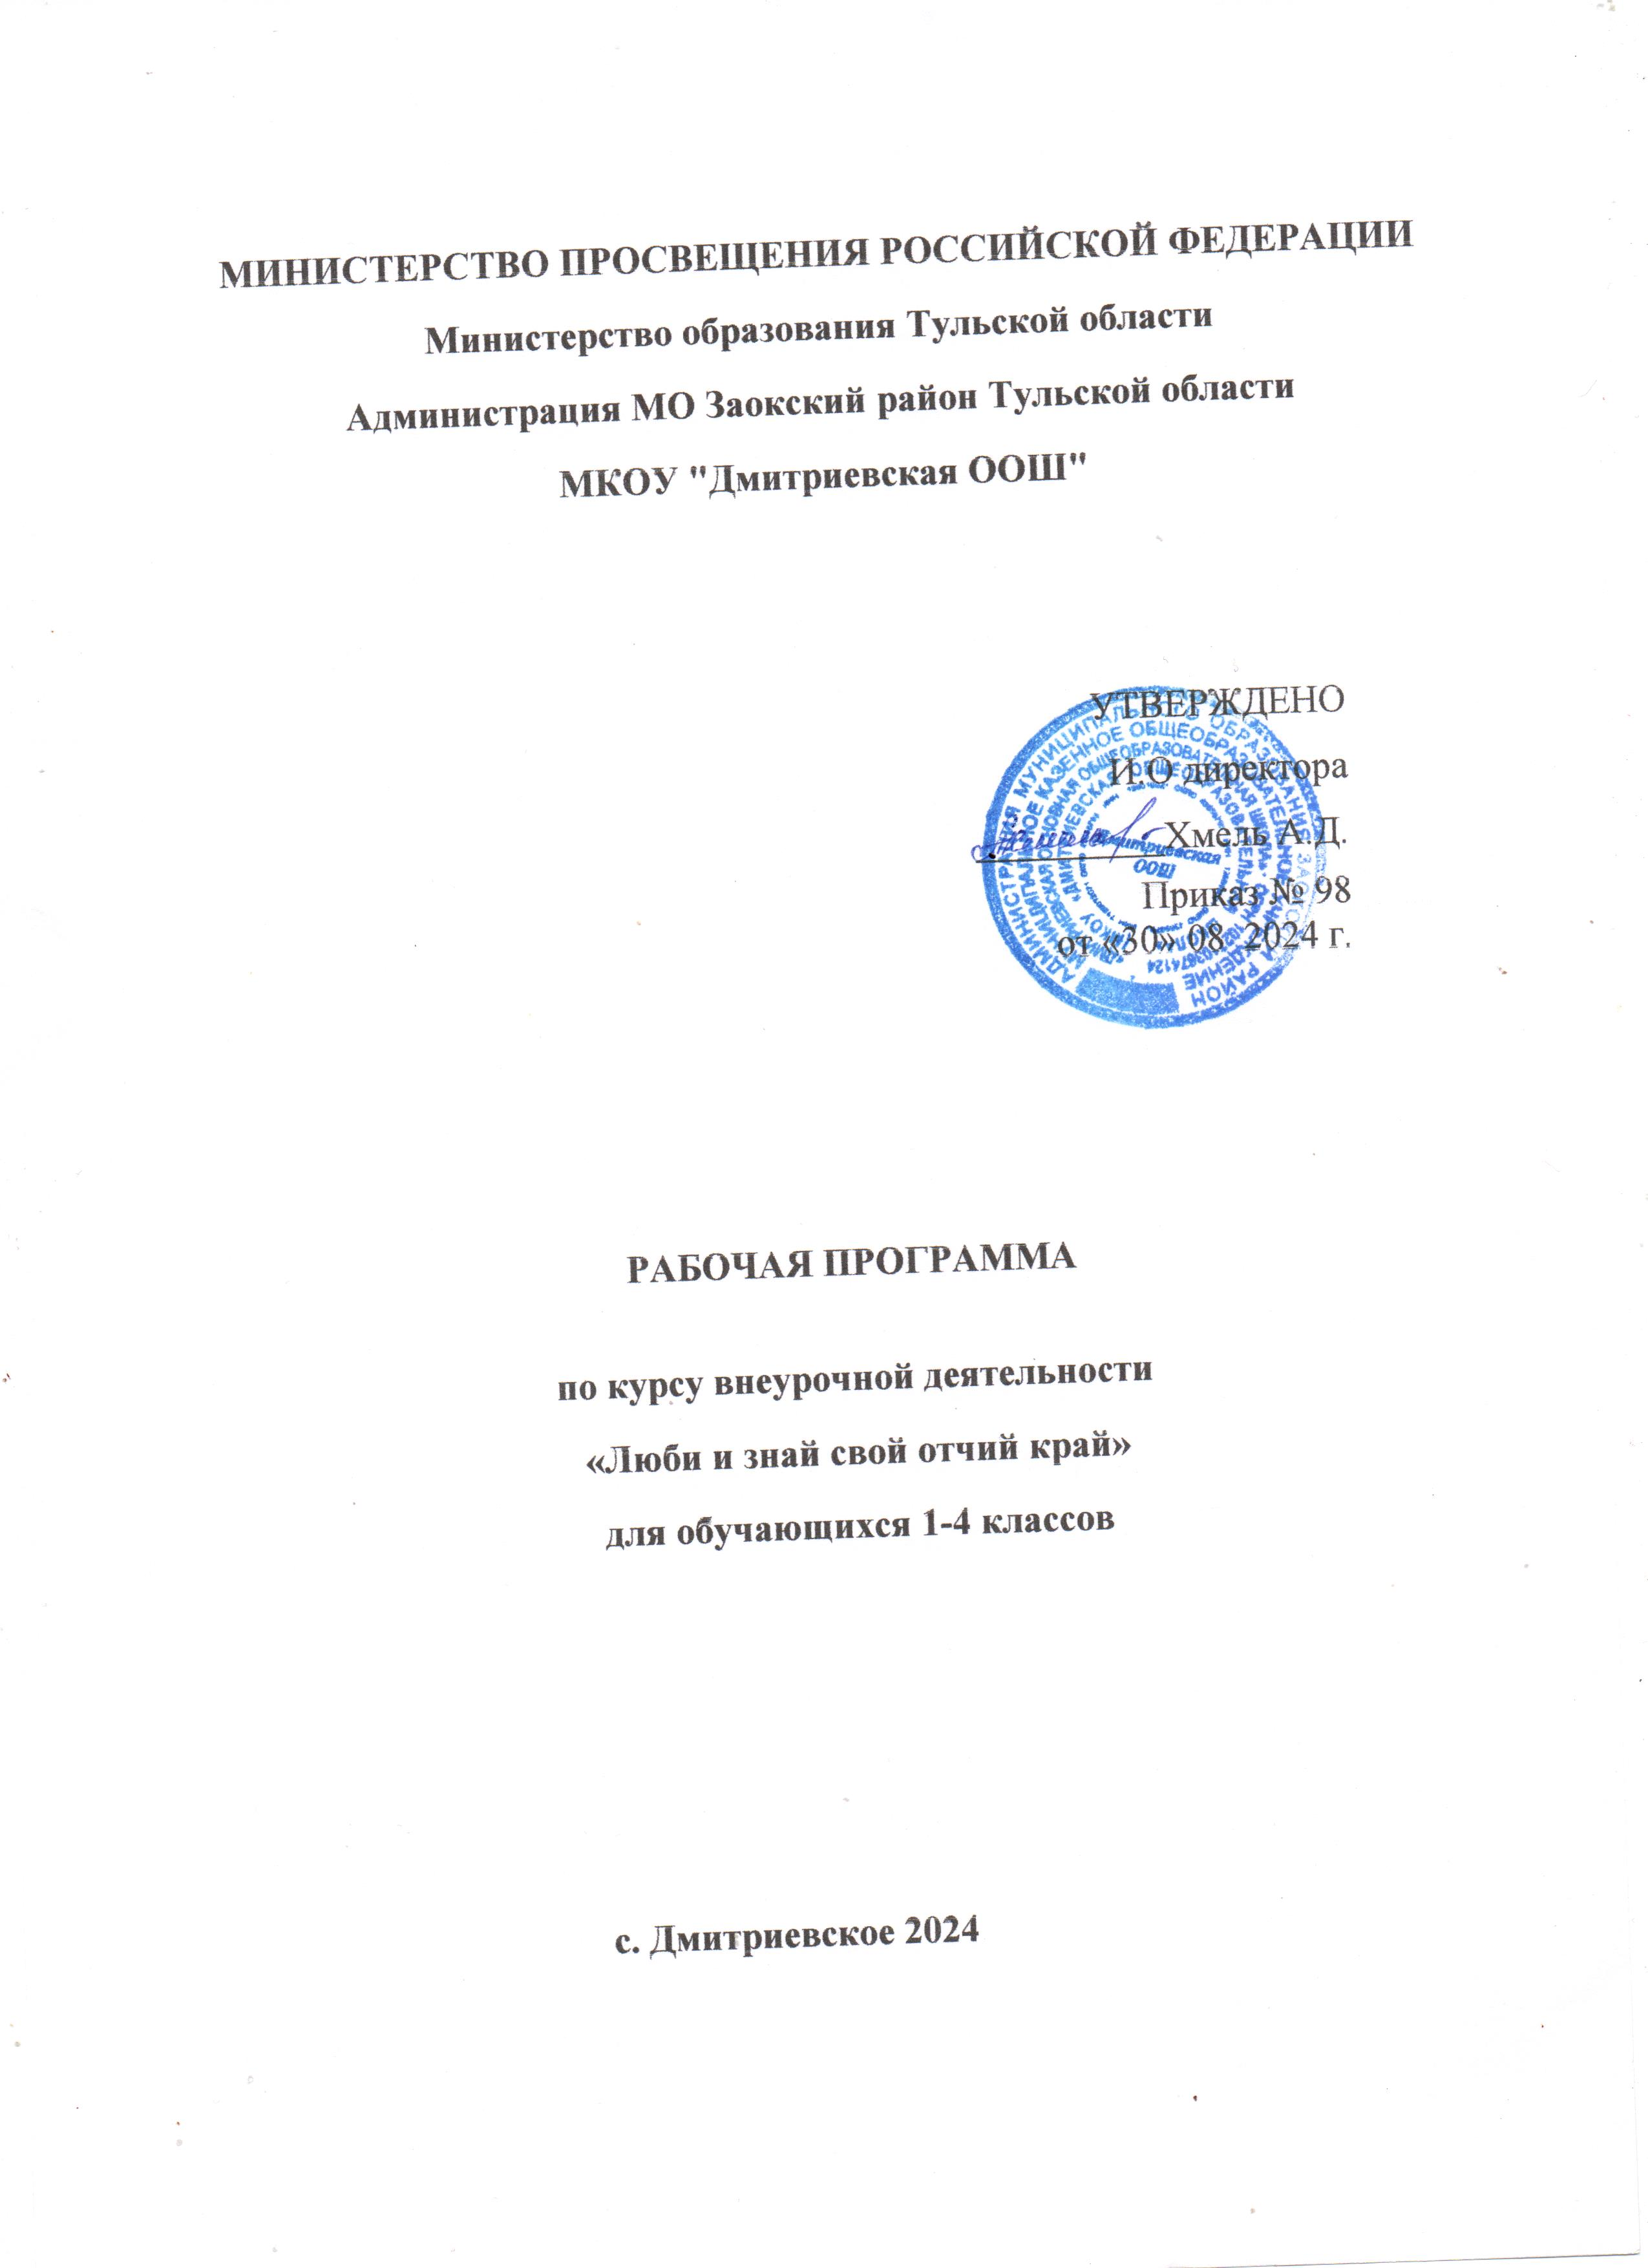 МИНИСТЕРСТВО ПРОСВЕЩЕНИЯ РОССИЙСКОЙ ФЕДЕРАЦИИ
Министерство образования Тульской области
Администрация МО Заокский район Тульской области
МКОУ "Дмитриевская ООШ"
УТВЕРЖДЕНО
И.О директора
Хмель А.Д.
Дмитриевская
ООШ
Приказ № 98
от «30» 08 2024 г.
РАБОЧАЯ ПРОГРАММА
по курсу внеурочной деятельности
«Люби и знай свой отчий край»
для обучающихся 1-4 классов
с. Дмитриевское 2024